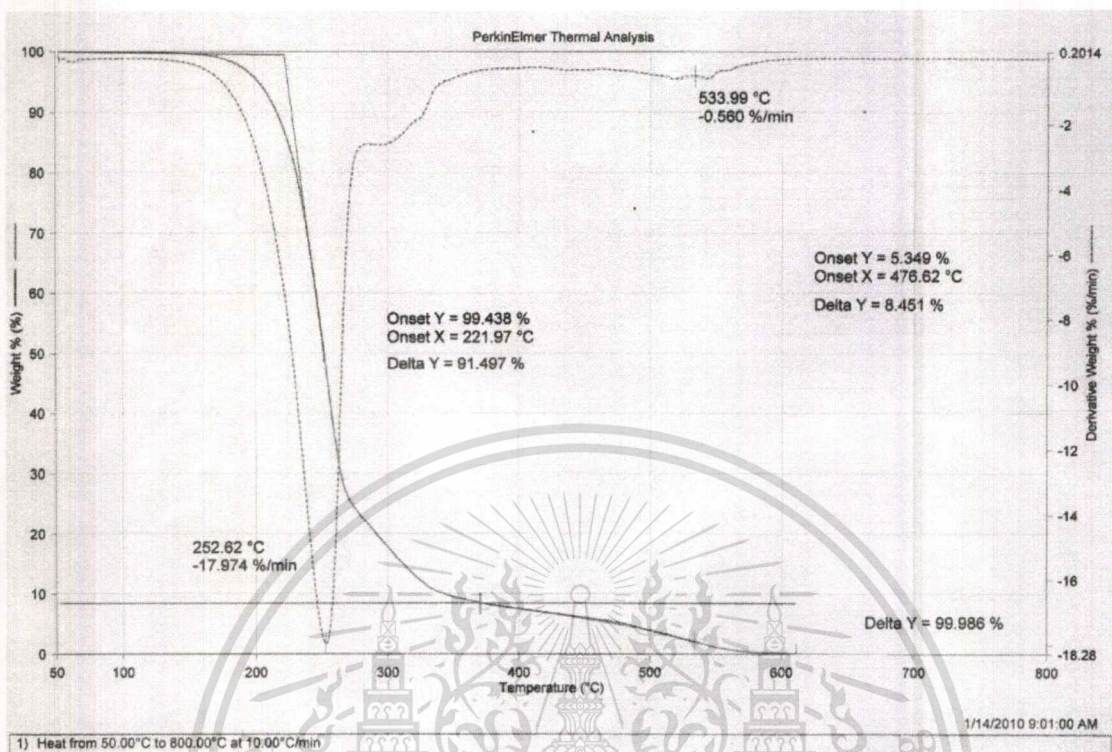 PerkinElmer Thermal Analysis
100
90
80
70
60
50
40
30
20
10
0
Weight % (%)
0.2014
-2
-4
-6
-8
-10
-12
-14
-16
-18.28
Derivative Weight % (%/min)
533.99 °C
-0.560 %/min
Onset Y = 5.349 %
Onset X = 476.62 °C
Delta Y = 8.451 %
Onset Y = 99.438 %
Onset X = 221.97 °C
Delta Y = 91.497 %
252.62 °C
-17.974 %/min
Delta Y = 99.986 %
50 100 200 300 400 500 600 700 800
Temperature (°C)
1/14/2010 9:01:00 AM
1) Heat from 50.00°C to 800.00°C at 10.00°C/min